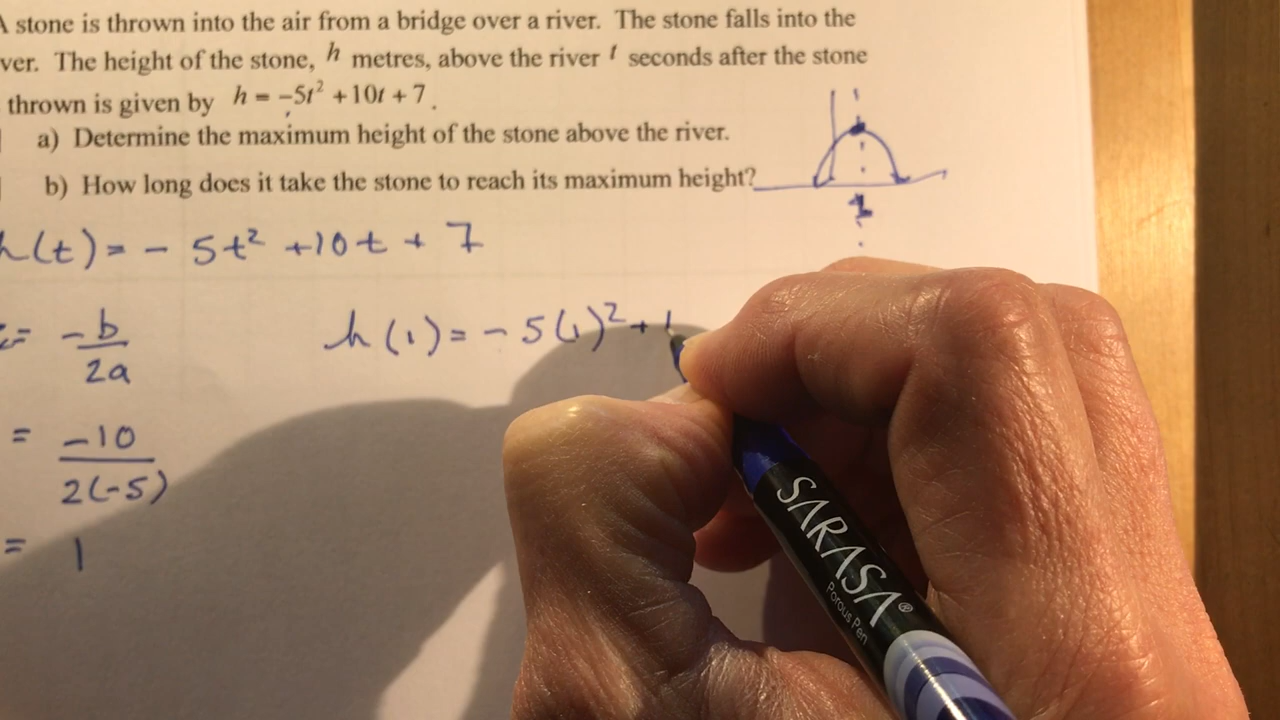 A stone is thrown into the air from a bridge over a river. The stone falls into the
ver. The height of the stone, h metres, above the river t seconds after the stone
thrown is given by h = -5t² +10t + 7.
a) Determine the maximum height of the stone above the river.
b) How long does it take the stone to reach its maximum height?
h(t) = - 5t² +10t + 7
= -b
2a
h(1) = -5(1)² + 1
= -10
2(-5)
= 1
SARASA®
Porous Pen